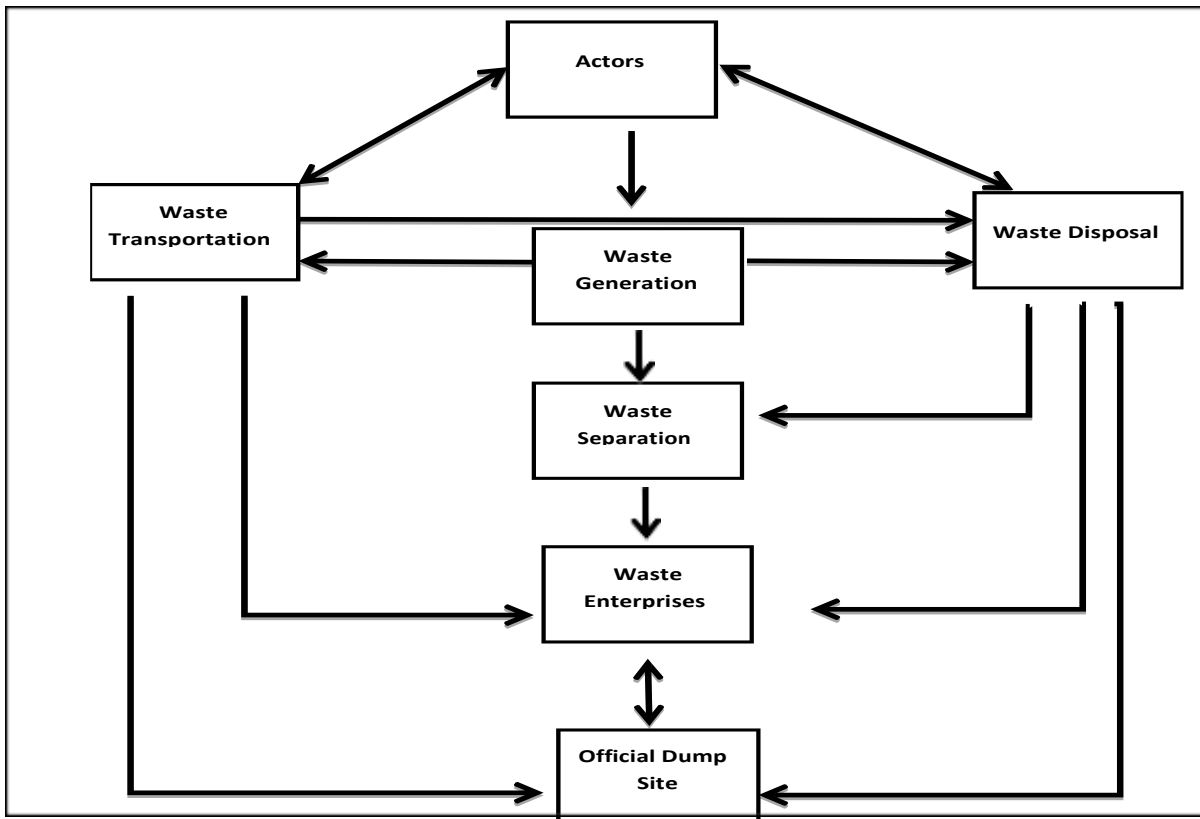 Actors
Waste
Transportation
Waste Disposal
Waste
Generation
Waste
Separation
Waste
Enterprises
Official Dump
Site